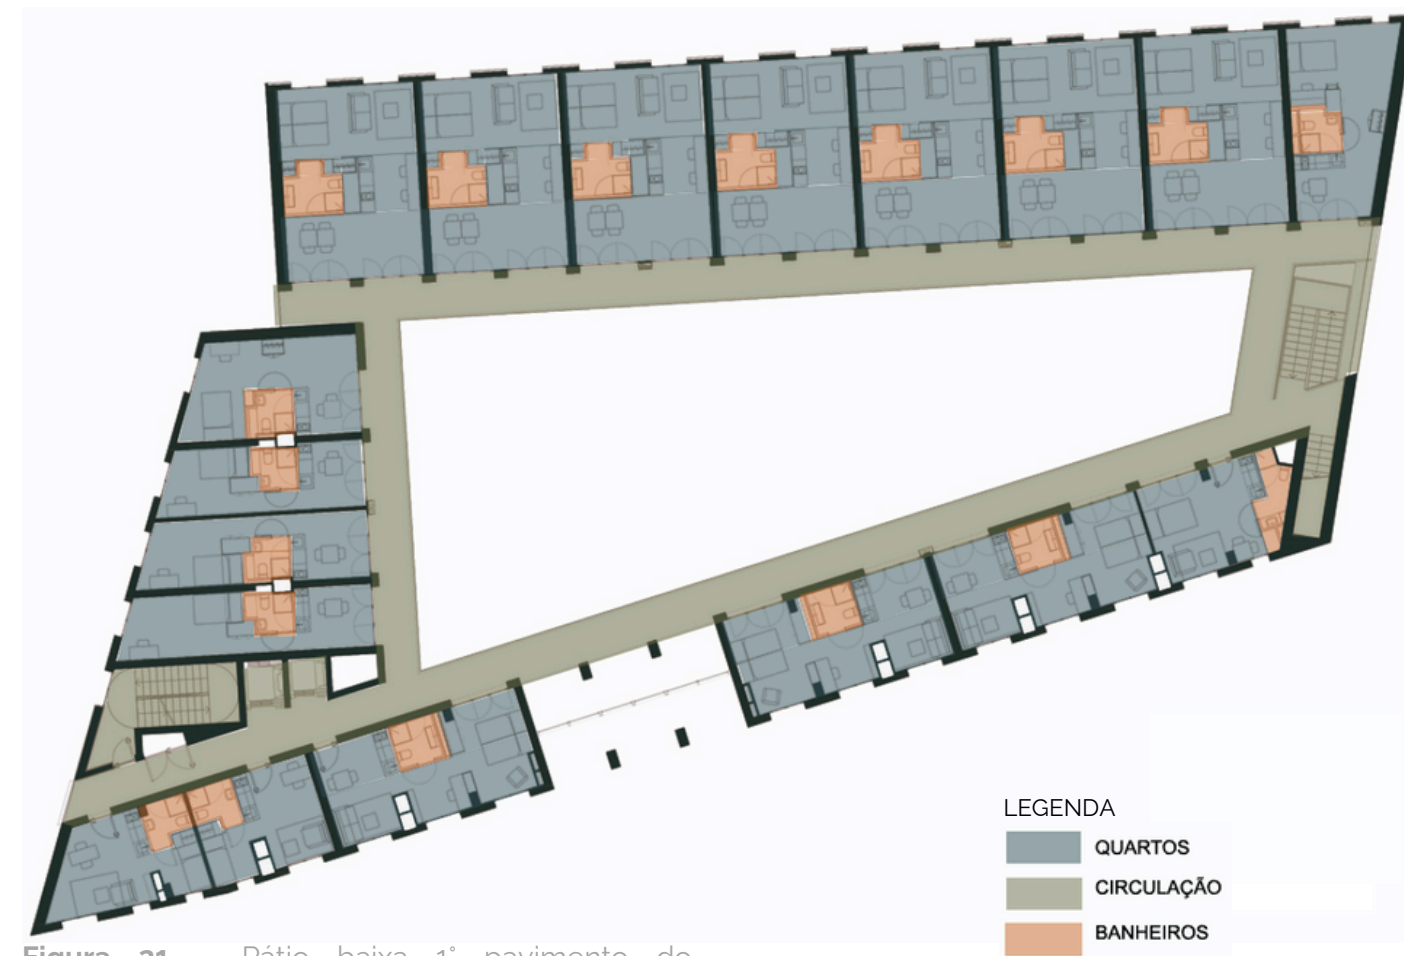 LEGENDA
QUARTOS
CIRCULAÇÃO
BANHEIROS
Figura 21 Pátio baixa 1° pavimento do